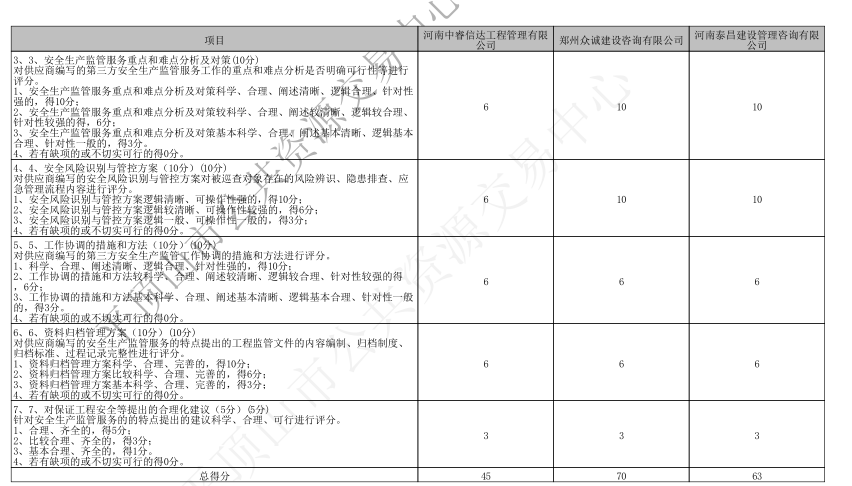 项目
河南中睿信达工程管理有限公司
郑州众诚建设咨询有限公司
河南泰昌建设管理咨询有限公司
3、3、安全生产监管服务重点和难点分析及对策(10分)
对供应商编写的第三方安全生产监管服务工作的重点和难点分析是否明确可行性等进行
评分。
1、安全生产监管服务重点和难点分析及对策科学、合理、阐述清晰、逻辑合理、针对性
强的，得10分；
2、安全生产监管服务重点和难点分析及对策较科学、合理、阐述较清晰、逻辑较合理、
针对性较强的得，6分；
3、安全生产监管服务重点和难点分析及对策基本科学、合理、阐述基本清晰、逻辑基本
合理、针对性一般的，得3分。
4、若有缺项的或不切实可行的得0分。
6
10
10
4、4、安全风险识别与管控方案（10分）(10分)
对供应商编写的安全风险识别与管控方案对被巡查对象存在的风险辨识、隐患排查、应
急管理流程内容进行评分。
1、安全风险识别与管控方案逻辑清晰、可操作性强的，得10分；
2、安全风险识别与管控方案逻辑较清晰、可操作性较强的，得6分；
3、安全风险识别与管控方案逻辑一般、可操作性一般的，得3分；
4、若有缺项的或不切实可行的得0分。
6
10
10
5、5、工作协调的措施和方法（10分）(10分)
对供应商编写的第三方安全生产监管工作协调的措施和方法进行评分。
1、科学、合理、阐述清晰、逻辑合理、针对性强的，得10分；
2、工作协调的措施和方法较科学、合理、阐述较清晰、逻辑较合理、针对性较强的得
，6分；
3、工作协调的措施和方法基本科学、合理、阐述基本清晰、逻辑基本合理、针对性一般
的，得3分。
4、若有缺项的或不切实可行的得0分。
6
6
6
6、6、资料归档管理方案（10分）(10分)
对供应商编写的安全生产监管服务的特点提出的工程监管文件的内容编制、归档制度、
归档标准、过程记录完整性进行评分。
1、资料归档管理方案科学、合理、完善的，得10分；
2、资料归档管理方案比较科学、合理、完善的，得6分；
3、资料归档管理方案基本科学、合理、完善的，得3分；
4、若有缺项的或不切实可行的得0分。
6
6
6
7、7、对保证工程安全等提出的合理化建议（5分）(5分)
针对安全生产监管服务的的特点提出的建议科学、合理、可行进行评分。
1、合理、齐全的，得5分；
2、比较合理、齐全的，得3分；
3、基本合理、齐全的，得1分。
4、若有缺项的或不切实可行的得0分。
3
3
3
总得分
45
70
63
平顶山市公共资源交易中心
平顶山市公共资源交易中心